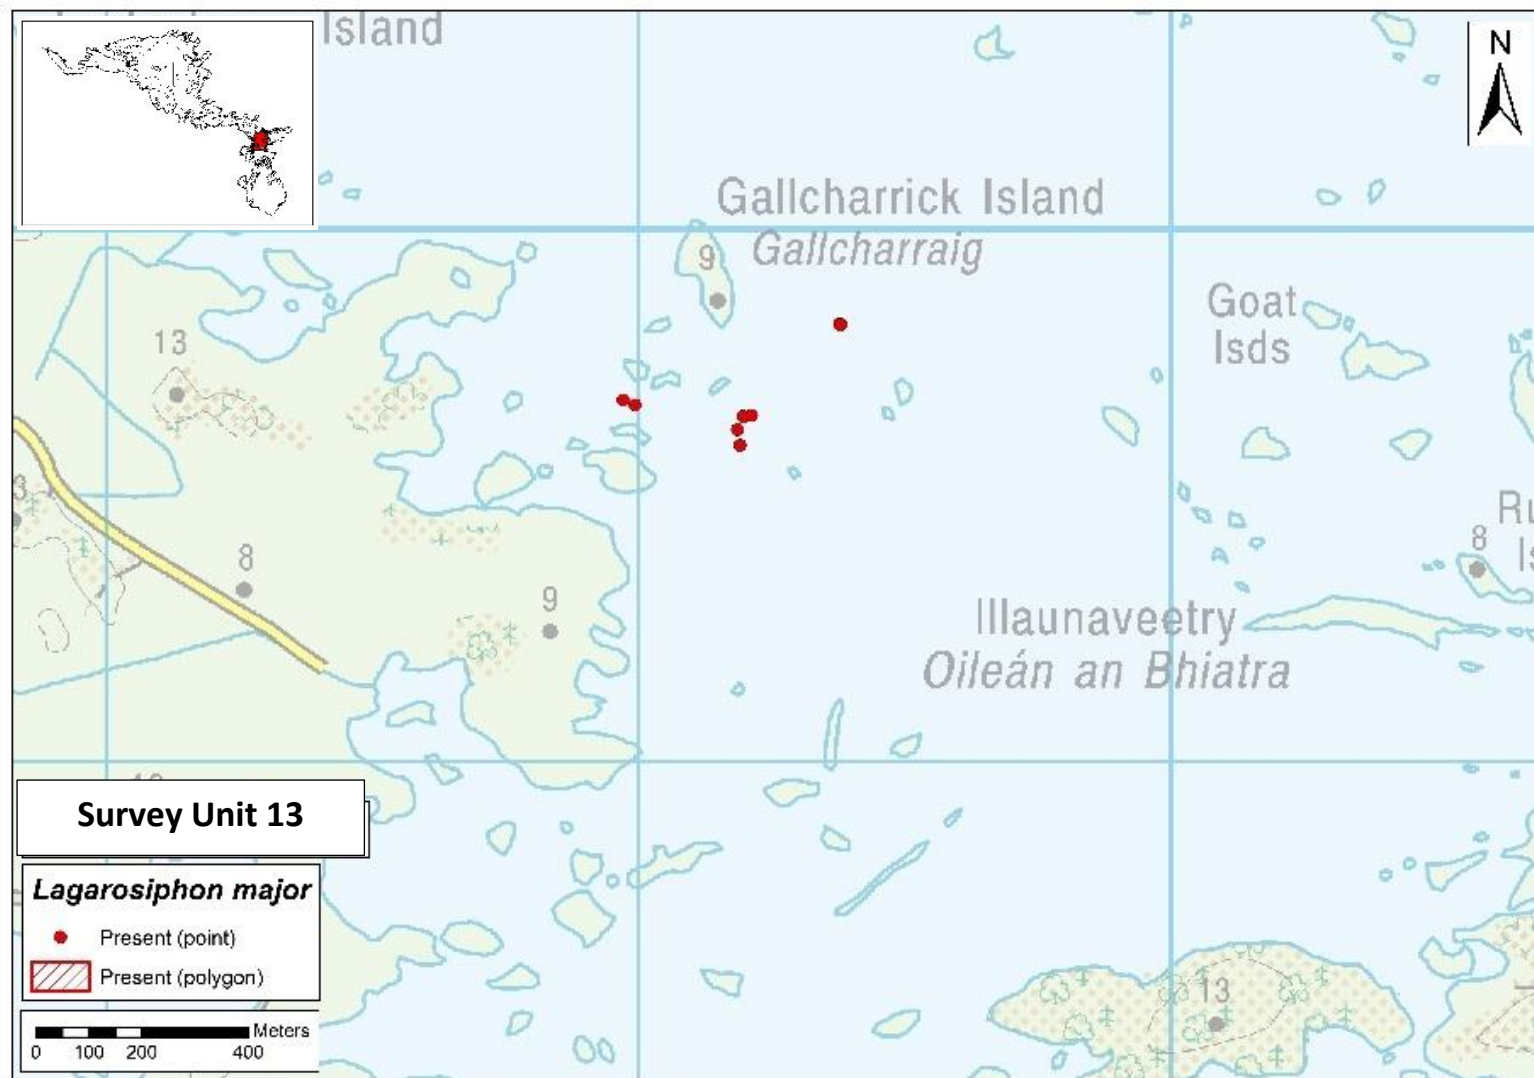 Island
N
Gallcharrick Island
9
Gallcharraig
Goat
Isds
13
8
9
8
Illaunaveetry
Oileán an Bhiatra
Survey Unit 13
Lagarosiphon major
Present (point)
Present (polygon)
Meters
0 100 200 400
13